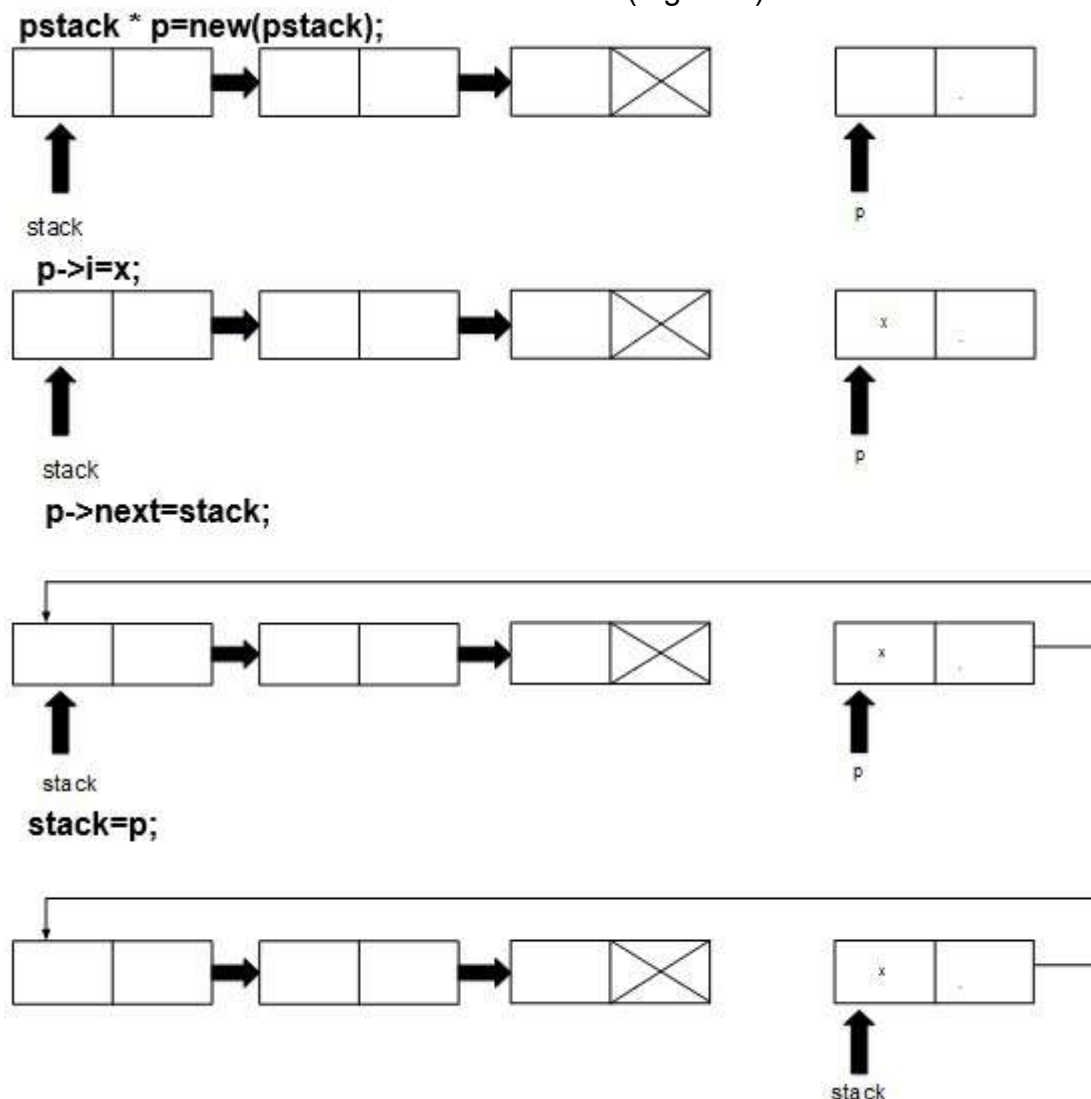 pstack * p=new(pstack);
stack
p
p->i=x;
x
stack
p
p->next=stack;
x
stack
p
stack=p;
x
stack